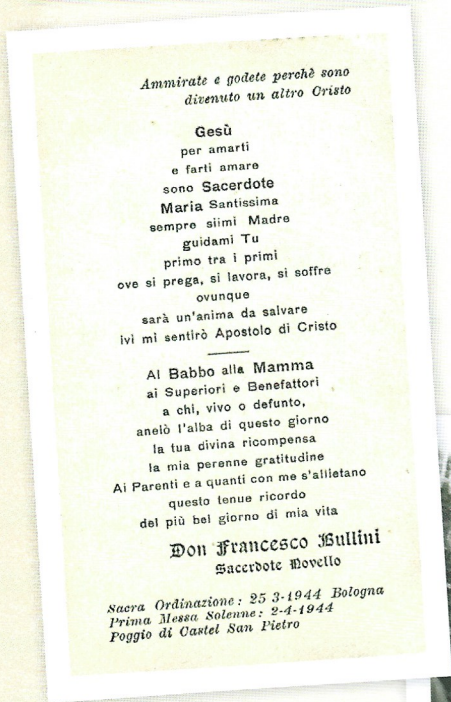 Ammirate e godete perchè sono
divenuto un altro Cristo
Gesù
per amarti
e farti amare
sono Sacerdote
Maria Santissima
sempre siimi Madre
guidami Tu
primo tra i primi
ove si prega, si lavora, si soffre
ovunque
sarà un'anima da salvare
ivi mi sentirò Apostolo di Cristo
Al Babbo alla Mamma
ai Superiori e Benefattori
a chi, vivo o defunto,
anelò l'alba di questo giorno
la tua divina ricompensa
la mia perenne gratitudine
Ai Parenti e a quanti con me s'allietano
questo tenue ricordo
del più bel giorno di mia vita
Don Francesco Bullini
Sacerdote Novello
Sacra Ordinazione: 25 3-1944 Bologna
Prima Messa Solenne: 2-4-1944
Poggio di Castel San Pietro